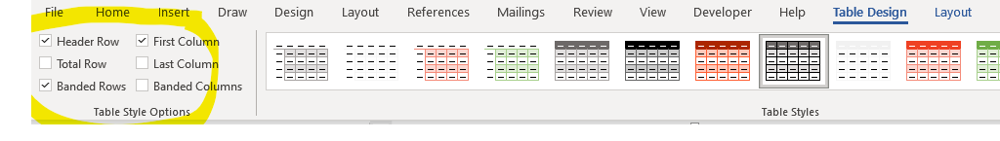 File Home Insert Draw Design Layout References Mailings Review View Developer Help Table Design Layout
Header Row First Column
Total Row Last Column
Banded Rows Banded Columns
Table Style Options Table Styles